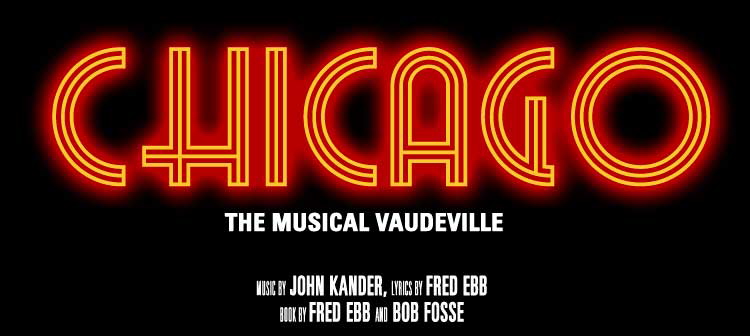 CHICAGO
THE MUSICAL VAUDEVILLE
MUSIC BY JOHN KANDER, LYRICS BY FRED EBB
BOOK BY FRED EBB AND BOB FOSSE